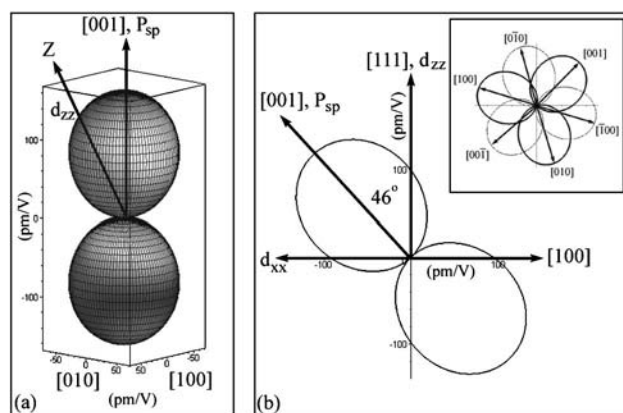 [001], P_sp
Z
d_zz
(pm/V)
100
0
-100
-50
0
50
50
0
-50
[010]
[100]
(pm/V)
(a)
[111], d_zz
[001], P_sp
(pm/V)
100
46°
d_xx
-100
(pm/V)
100
[100]
-100
(b)
[01̄0]
[001]
[100]
[1̄00]
[001̄]
[010]